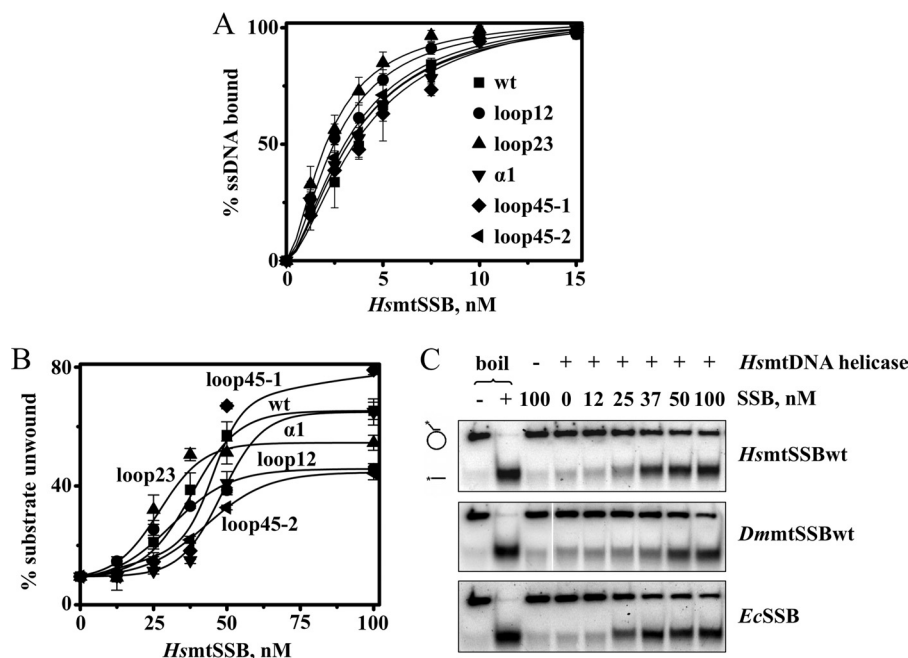 A
100
50
0
% ssDNA bound
wt
loop12
loop23
α1
loop45-1
loop45-2
0 5 10 15
HsmtSSB, nM
B
80
40
0
% substrate unwound
loop45-1
wt
α1
loop23
loop12
loop45-2
0 25 50 75 100
HsmtSSB, nM
C
boil - + + + + + + HsmtDNA helicase
- + 100 0 12 25 37 50 100 SSB, nM
*
HsmtSSBwt
DmmtSSBwt
EcSSB